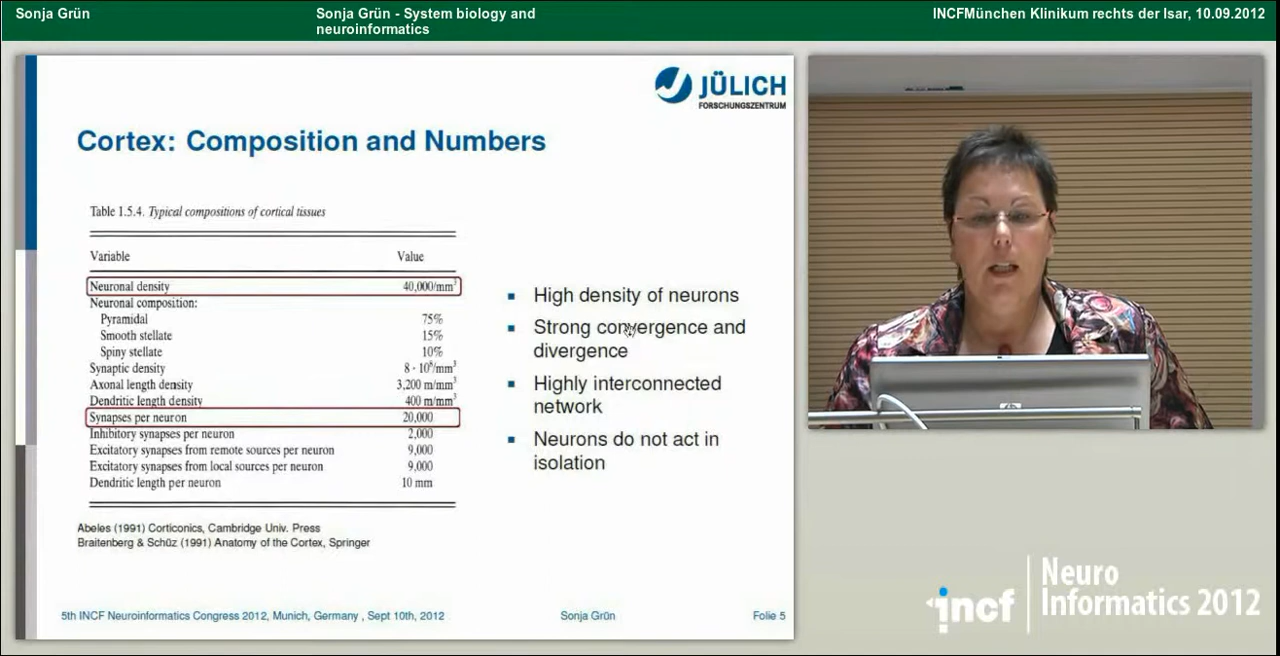 Sonja Grün
Sonja Grün - System biology and
neuroinformatics
INCFMünchen Klinikum rechts der Isar, 10.09.2012
JÜLICH
FORSCHUNGSZENTRUM
Cortex: Composition and Numbers
Table 1.5.4. Typical compositions of cortical tissues
Variable Value
Neuronal density 40,000/mm³
Neuronal composition:
Pyramidal 75%
Smooth stellate 15%
Spiny stellate 10%
Synaptic density 8 · 10⁸/mm³
Axonal length density 3,200 m/mm³
Dendritic length density 400 m/mm³
Synapses per neuron 20,000
Inhibitory synapses per neuron 2,000
Excitatory synapses from remote sources per neuron 9,000
Excitatory synapses from local sources per neuron 9,000
Dendritic length per neuron 10 mm
Abeles (1991) Corticonics, Cambridge Univ. Press
Braitenberg & Schüz (1991) Anatomy of the Cortex, Springer
High density of neurons
Strong convergence and
divergence
Highly interconnected
network
Neurons do not act in
isolation
5th INCF Neuroinformatics Congress 2012, Munich, Germany , Sept 10th, 2012
Sonja Grün
Folie 5
hp
incf
Neuro
Informatics 2012